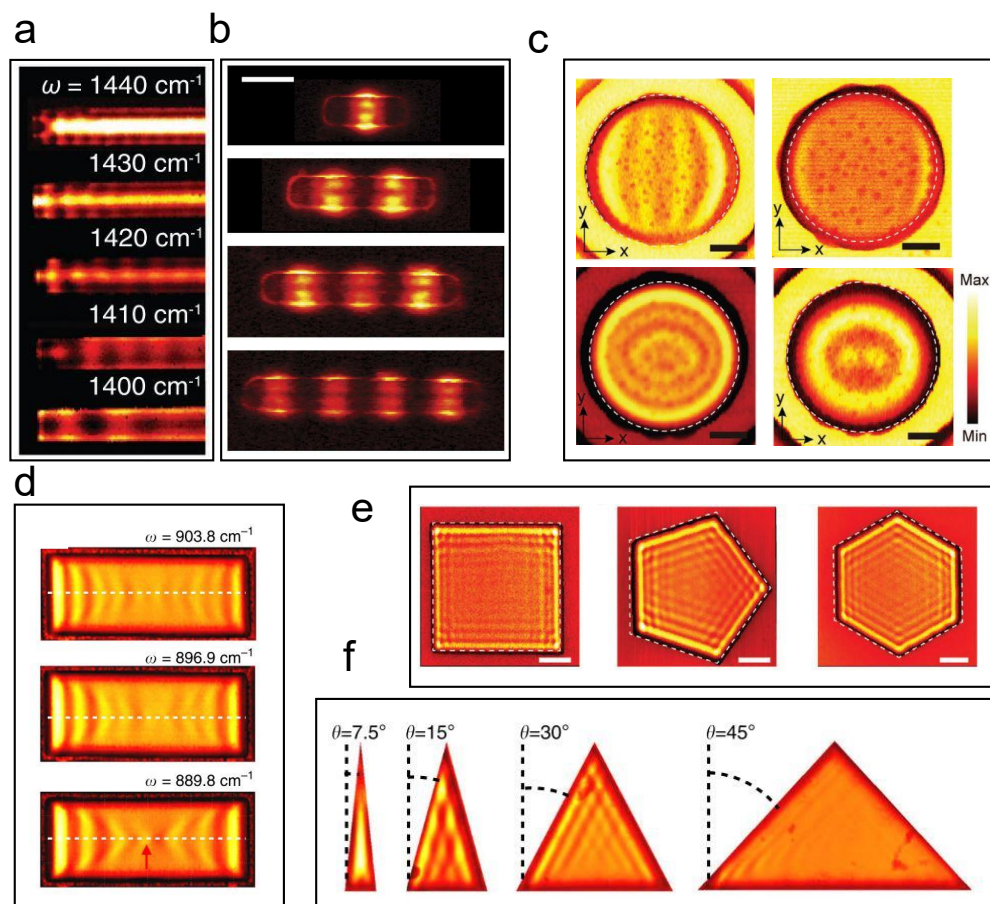 a
b
c
ω = 1440 cm⁻¹
1430 cm⁻¹
1420 cm⁻¹
1410 cm⁻¹
1400 cm⁻¹
y
x
y
x
y
x
y
x
Max
Min
d
ω = 903.8 cm⁻¹
ω = 896.9 cm⁻¹
ω = 889.8 cm⁻¹
e
f
θ=7.5°
θ=15°
θ=30°
θ=45°